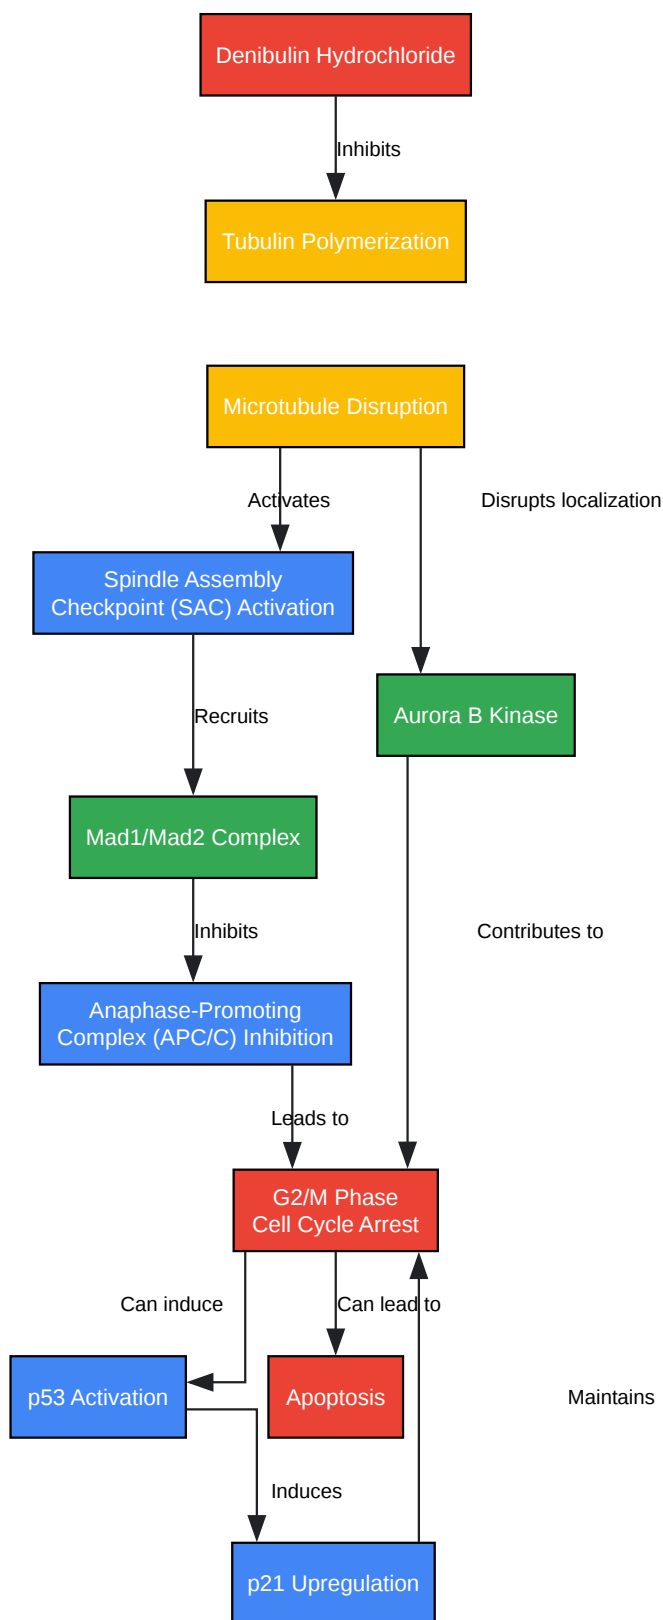 Denibulin Hydrochloride
Inhibits
Tubulin Polymerization
Microtubule Disruption
Activates
Disrupts localization
Spindle Assembly
Checkpoint (SAC) Activation
Recruits
Aurora B Kinase
Mad1/Mad2 Complex
Inhibits
Contributes to
Anaphase-Promoting
Complex (APC/C) Inhibition
Leads to
G2/M Phase
Cell Cycle Arrest
Can induce
Can lead to
p53 Activation
Apoptosis
Maintains
Induces
p21 Upregulation